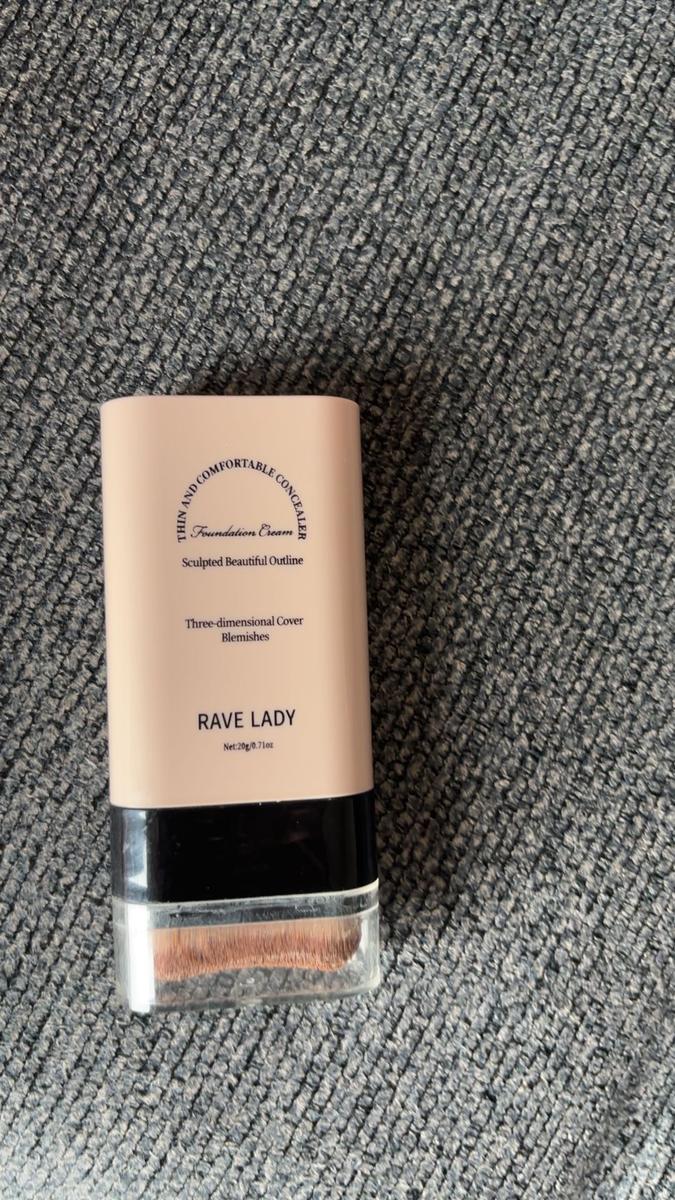 THIN AND COMFORTABLE CONCEALER
Foundation Cream
Sculpted Beautiful Outline
Three-dimensional Cover
Blemishes
RAVE LADY
Net:20g/0.71oz